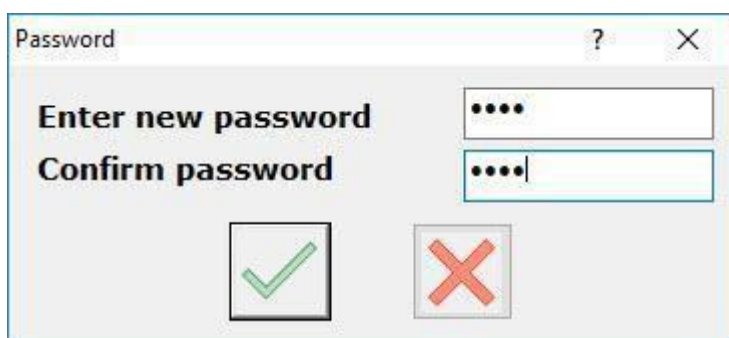 Password ?
Enter new password ••••
Confirm password ••••